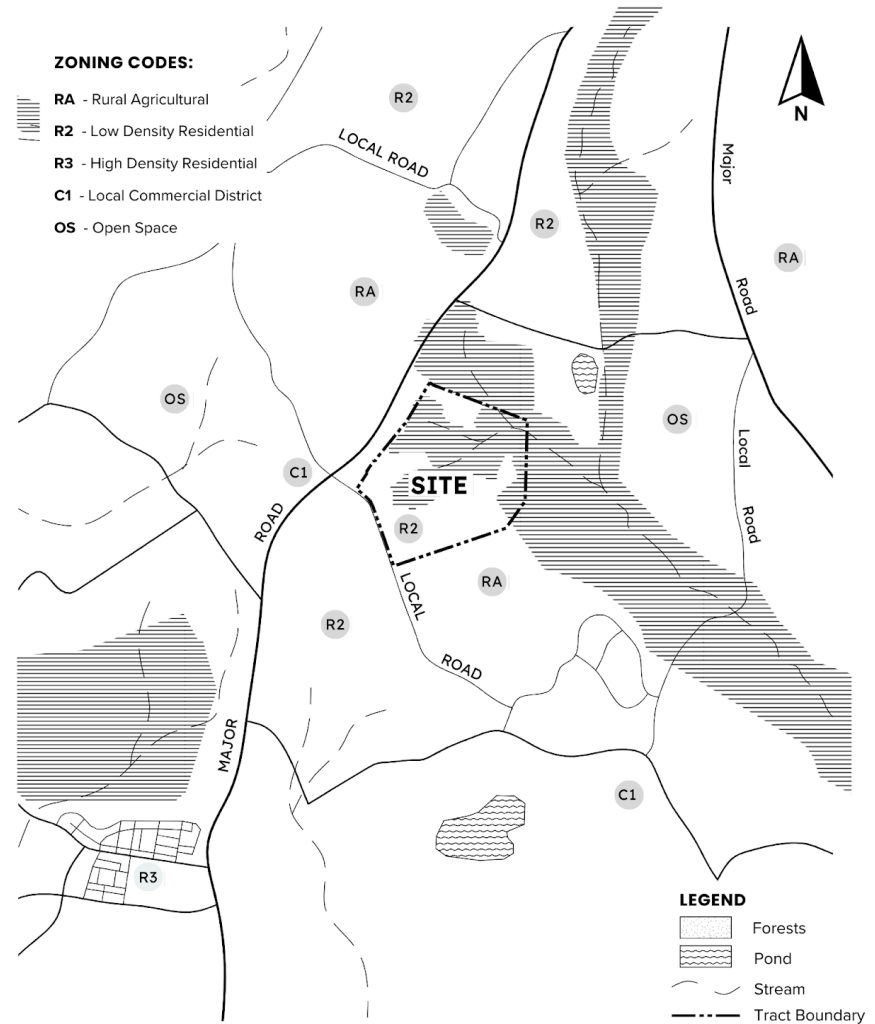 ZONING CODES:
RA - Rural Agricultural
R2 - Low Density Residential
R3 - High Density Residential
C1 - Local Commercial District
OS - Open Space
N
R2
LOCAL ROAD
Major
R2
RA
RA
Road
OS
OS
Local
C1
SITE
ROAD
R2
Road
RA
LOCAL
R2
ROAD
MAJOR
C1
R3
LEGEND
Forests
Pond
Stream
Tract Boundary